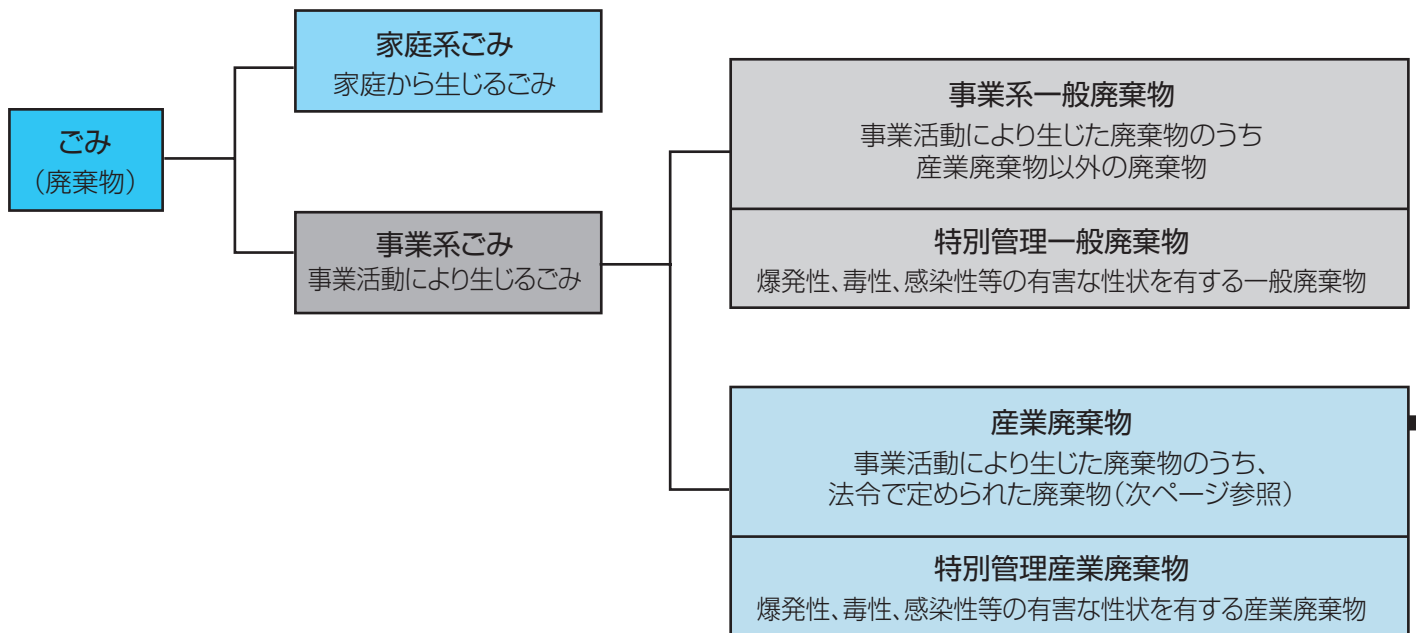 ごみ
（廃棄物）
家庭系ごみ
家庭から生じるごみ
事業系ごみ
事業活動により生じるごみ
事業系一般廃棄物
事業活動により生じた廃棄物のうち
産業廃棄物以外の廃棄物
特別管理一般廃棄物
爆発性、毒性、感染性等の有害な性状を有する一般廃棄物
産業廃棄物
事業活動により生じた廃棄物のうち、
法令で定められた廃棄物（次ページ参照）
特別管理産業廃棄物
爆発性、毒性、感染性等の有害な性状を有する産業廃棄物